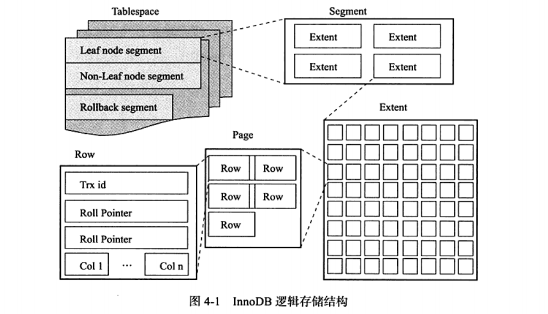 Tablespace
Segment
Leaf node segment
Non-Leaf node segment
Rollback segment
Extent
Extent
Extent
Extent
Extent
Page
Row
Row
Row
Row
Row
Row
Trx id
Roll Pointer
Roll Pointer
Col 1
...
Col n
图 4-1 InnoDB 逻辑存储结构